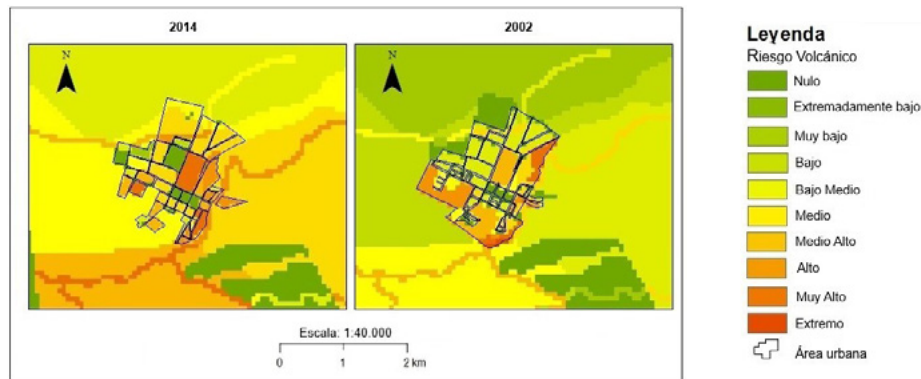 2014
2002
N
N
Escala: 1:40.000
0 1 2 km
Leyenda
Riesgo Volcánico
Nulo
Extremadamente bajo
Muy bajo
Bajo
Bajo Medio
Medio
Medio Alto
Alto
Muy Alto
Extremo
Área urbana